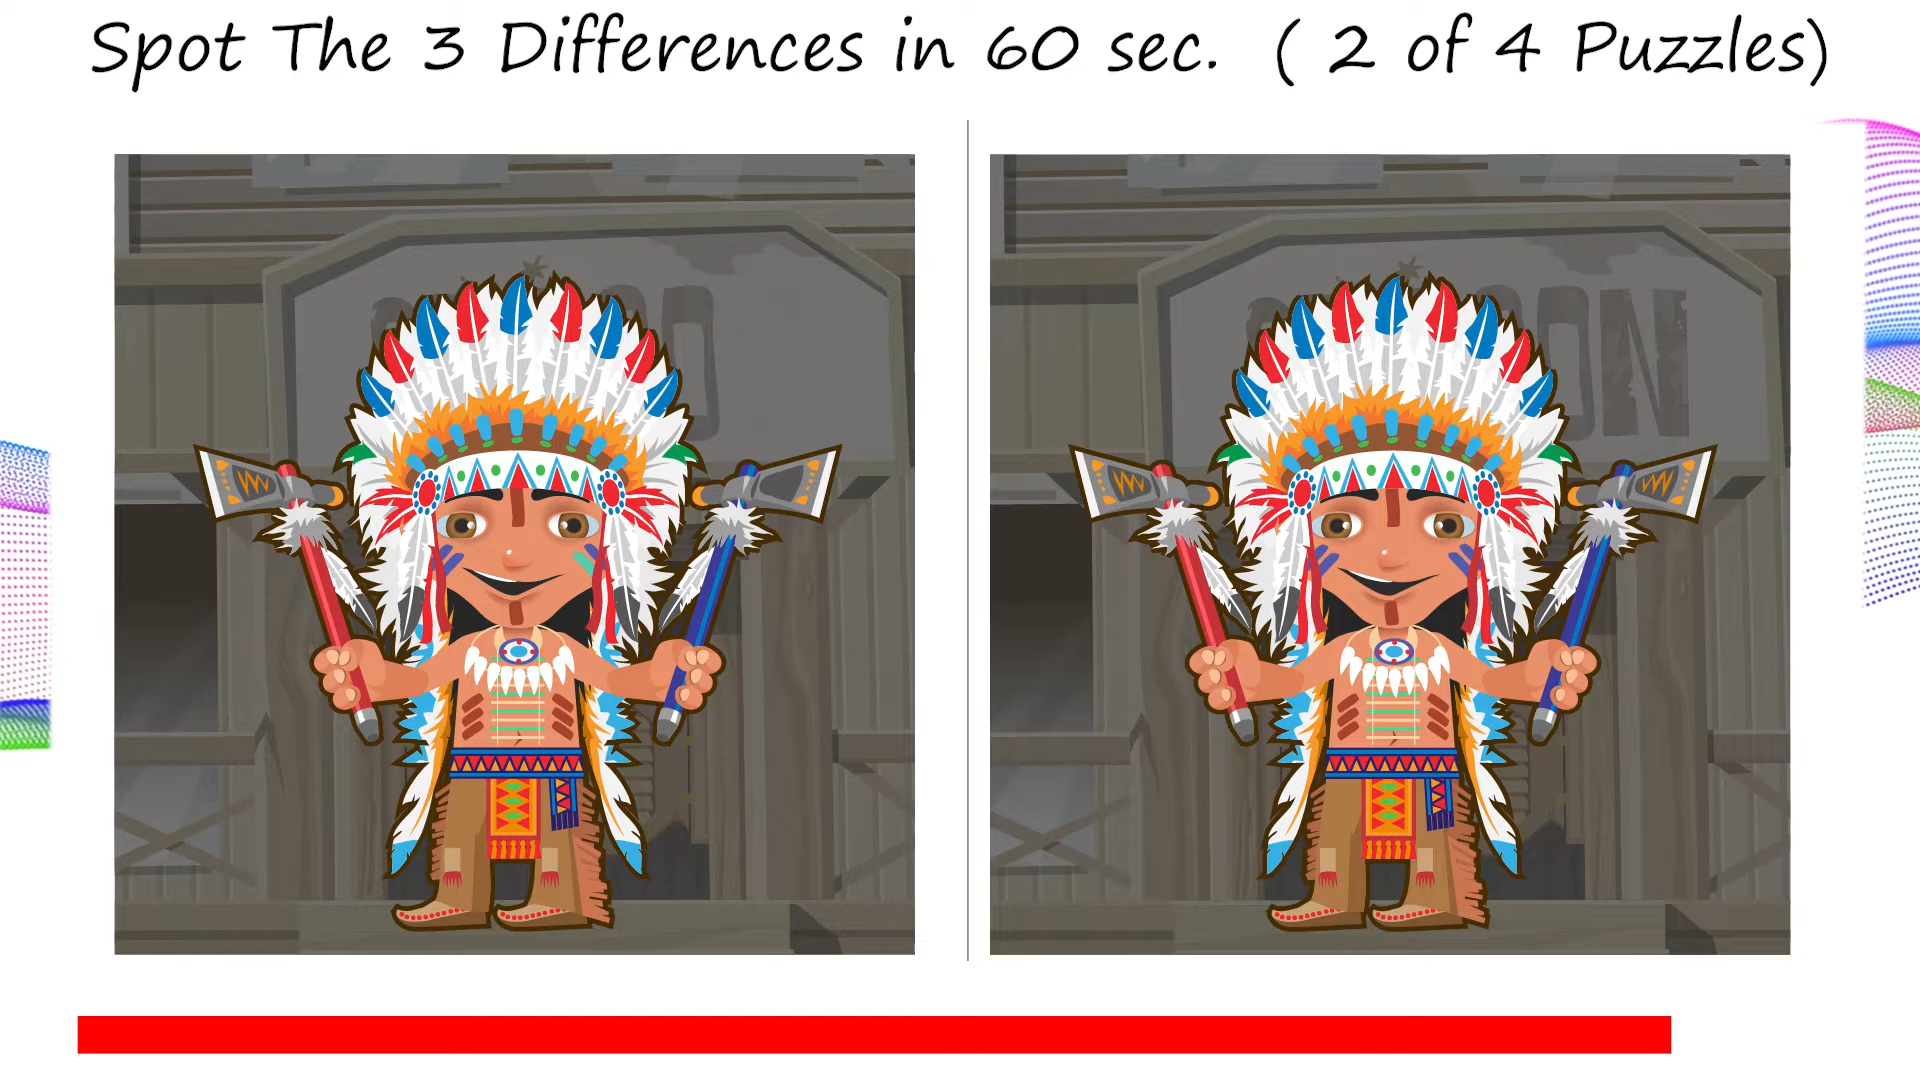 Spot The 3 Differences in 60 sec. ( 2 of 4 Puzzles)